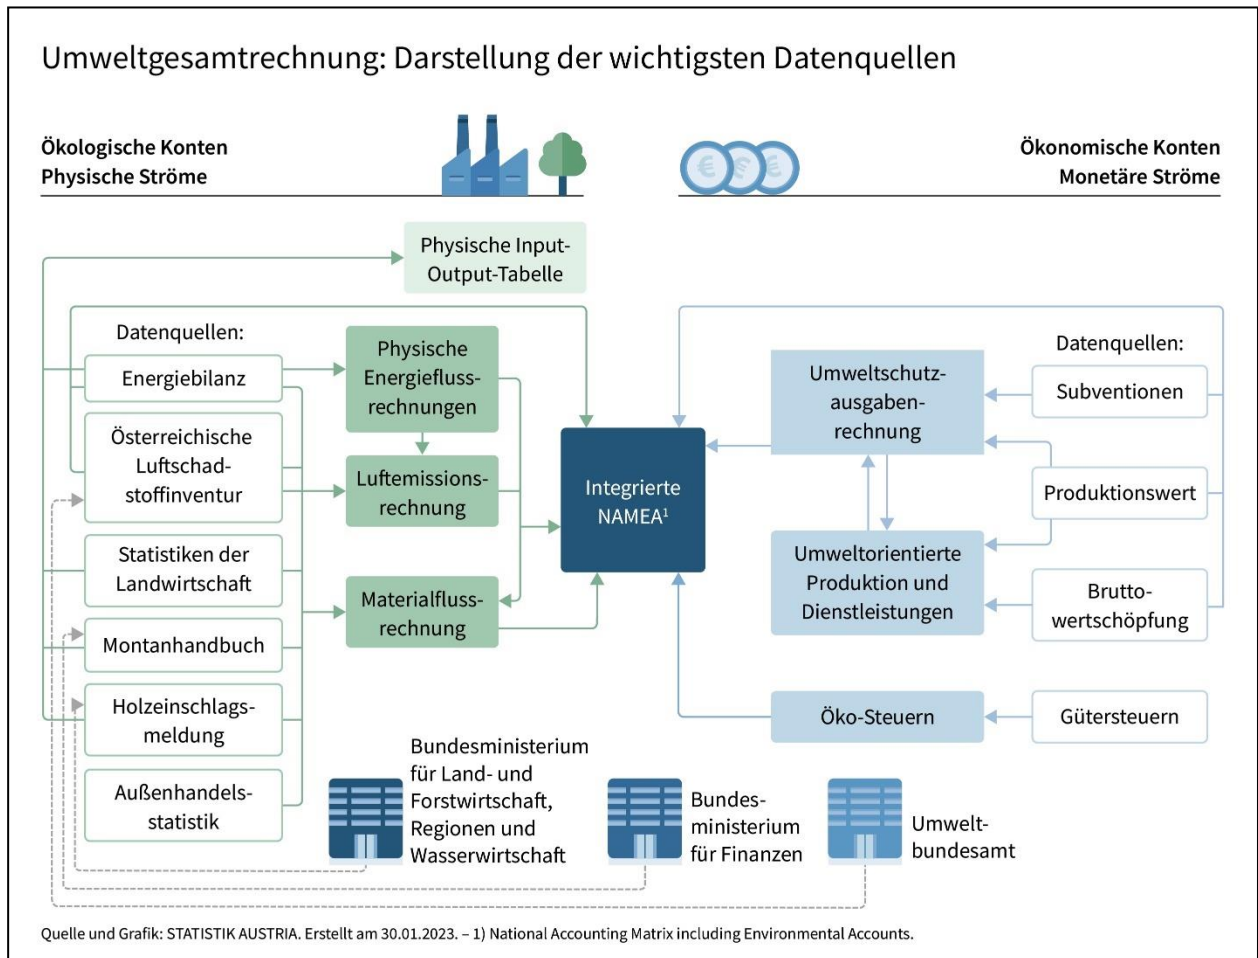 Umweltgesamtrechnung: Darstellung der wichtigsten Datenquellen
Ökologische Konten
Physische Ströme
Ökonomische Konten
Monetäre Ströme
€
€
€
Physische Input-
Output-Tabelle
Datenquellen:
Energiebilanz
Österreichische
Luftschad-
stoffinventur
Statistiken der
Landwirtschaft
Montanhandbuch
Holzeinschlags-
meldung
Außenhandels-
statistik
Physische
Energiefluss-
rechnungen
Luftemissions-
rechnung
Materialfluss-
rechnung
Integrierte
NAMEA¹
Umweltschutz-
ausgaben-
rechnung
Umweltorientierte
Produktion und
Dienstleistungen
Öko-Steuern
Datenquellen:
Subventionen
Produktionswert
Brutto-
wertschöpfung
Gütersteuern
Bundesministerium
für Land- und
Forstwirtschaft,
Regionen und
Wasserwirtschaft
Bundes-
ministerium
für Finanzen
Umwelt-
bundesamt
Quelle und Grafik: STATISTIK AUSTRIA. Erstellt am 30.01.2023. – 1) National Accounting Matrix including Environmental Accounts.